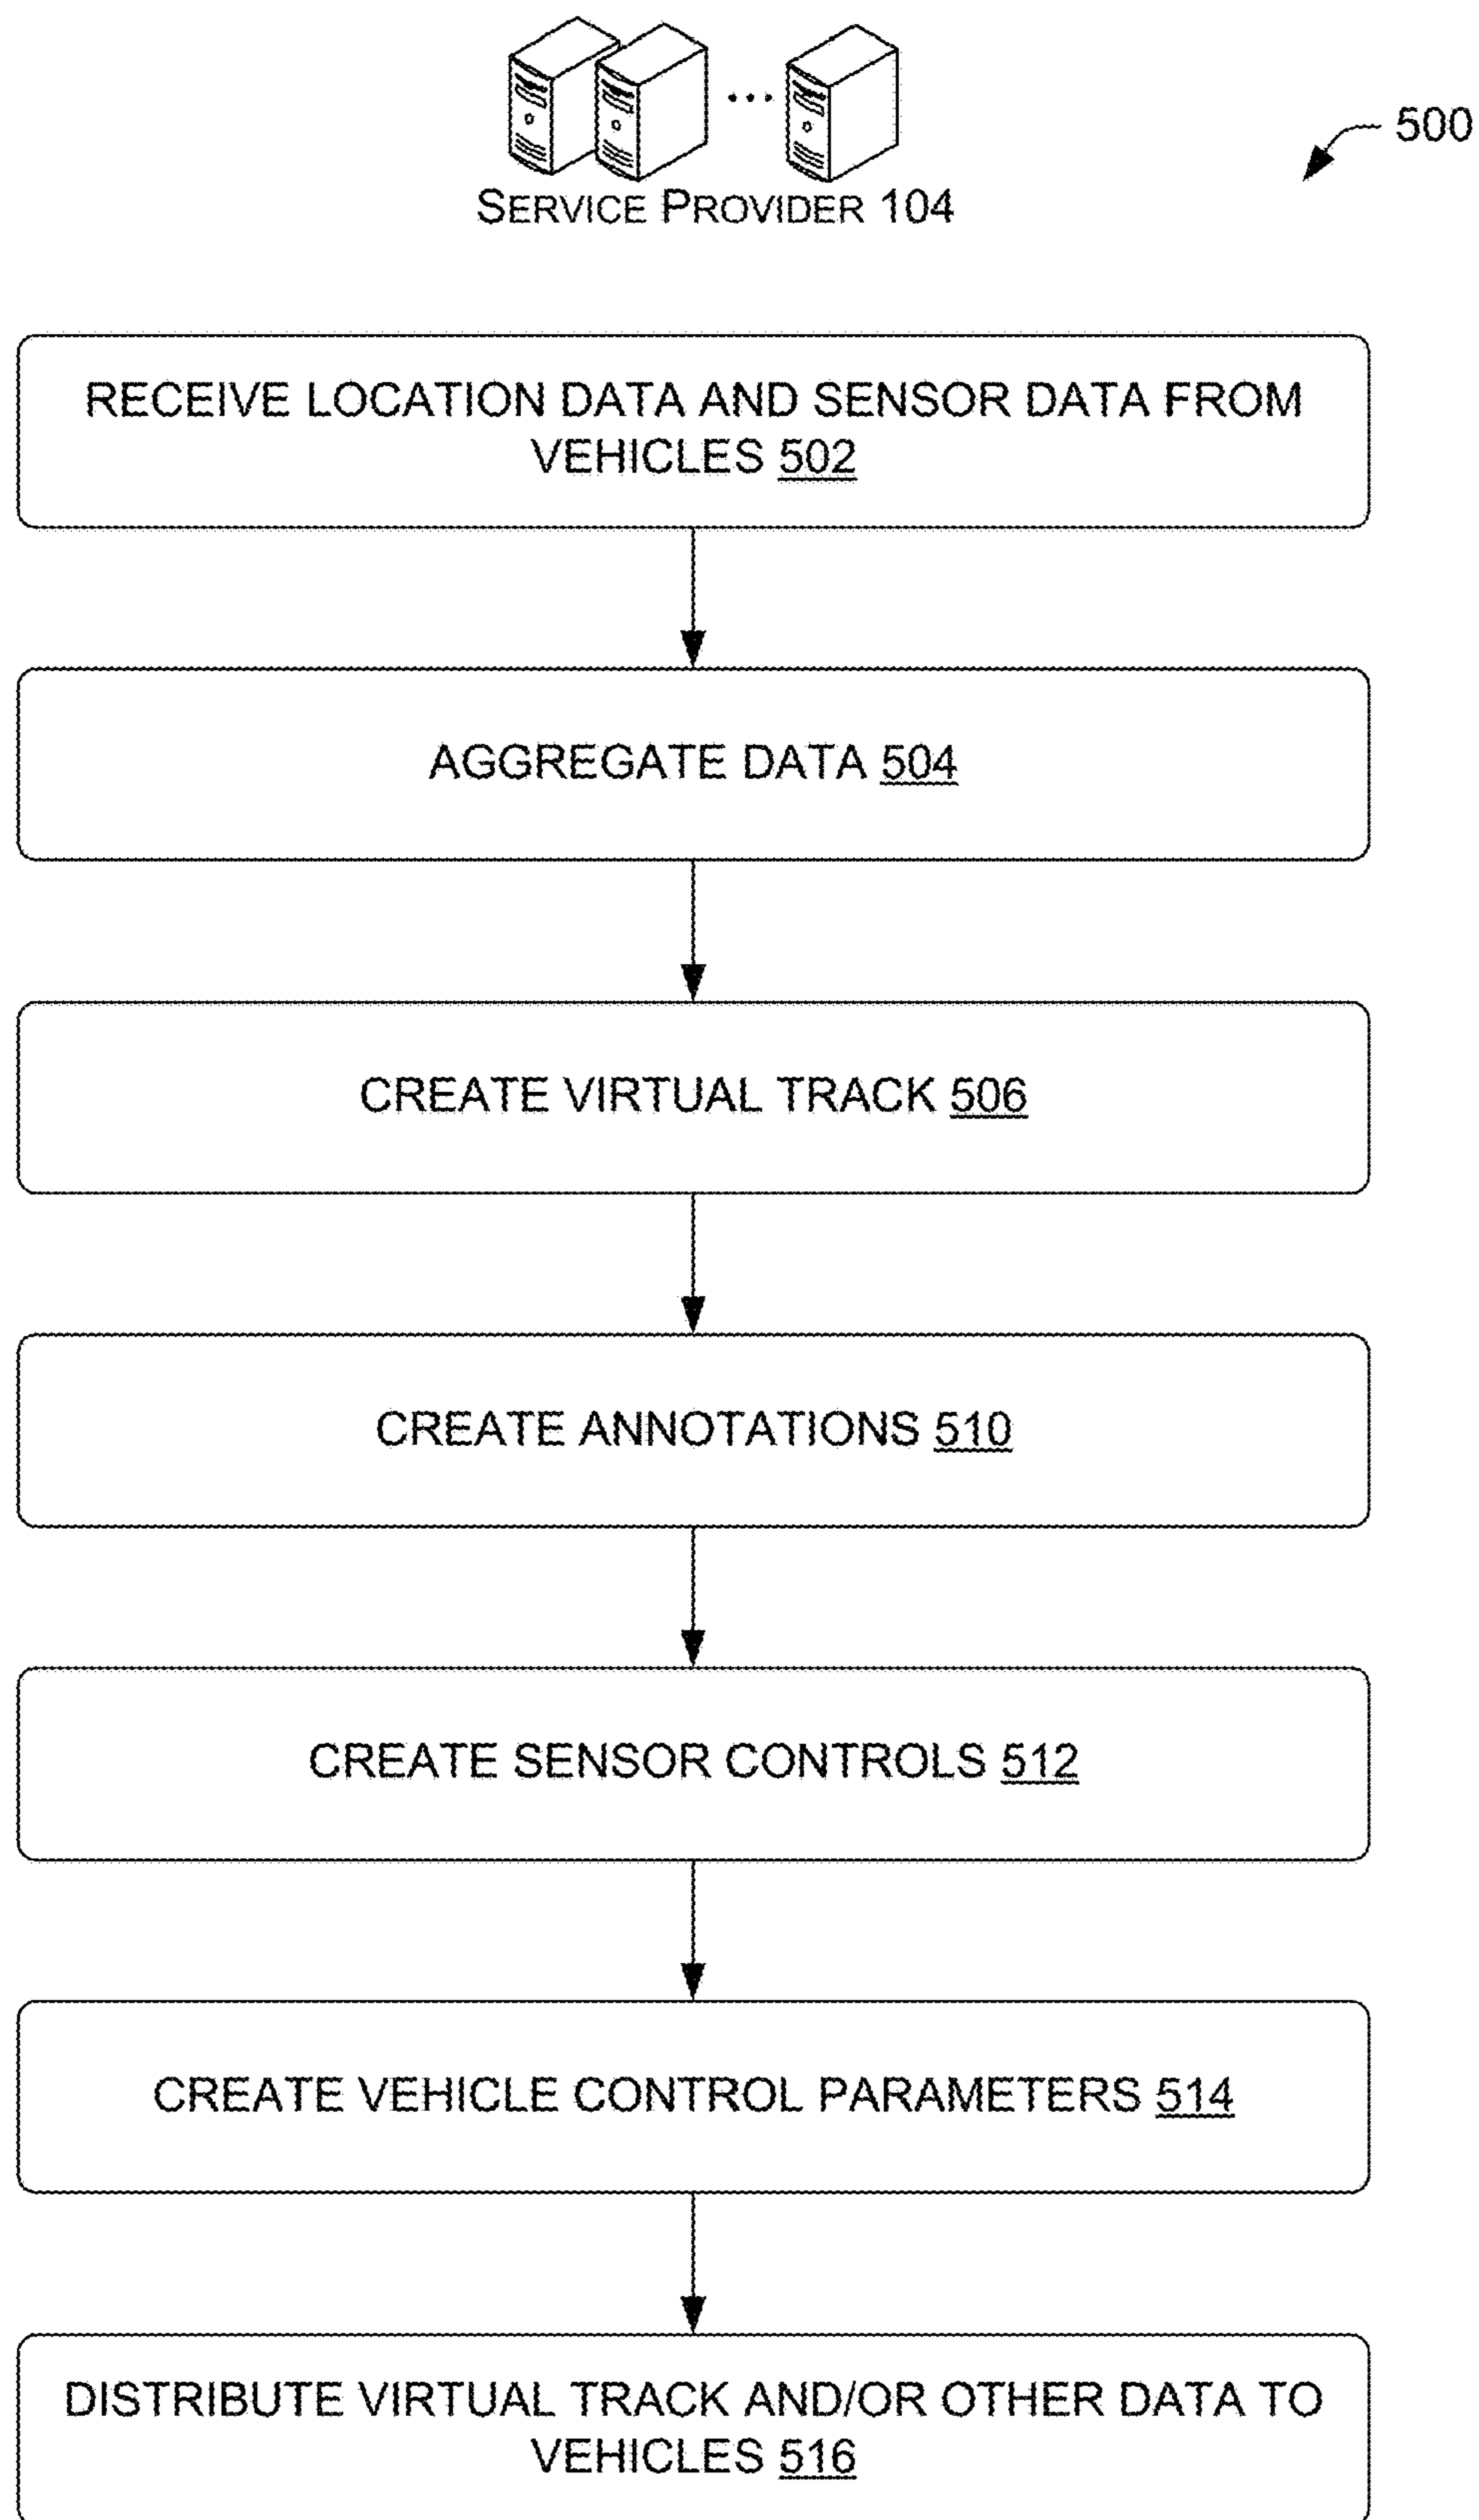 500
SERVICE PROVIDER 104
RECEIVE LOCATION DATA AND SENSOR DATA FROM
VEHICLES 502
AGGREGATE DATA 504
CREATE VIRTUAL TRACK 506
CREATE ANNOTATIONS 510
CREATE SENSOR CONTROLS 512
CREATE VEHICLE CONTROL PARAMETERS 514
DISTRIBUTE VIRTUAL TRACK AND/OR OTHER DATA TO
VEHICLES 516